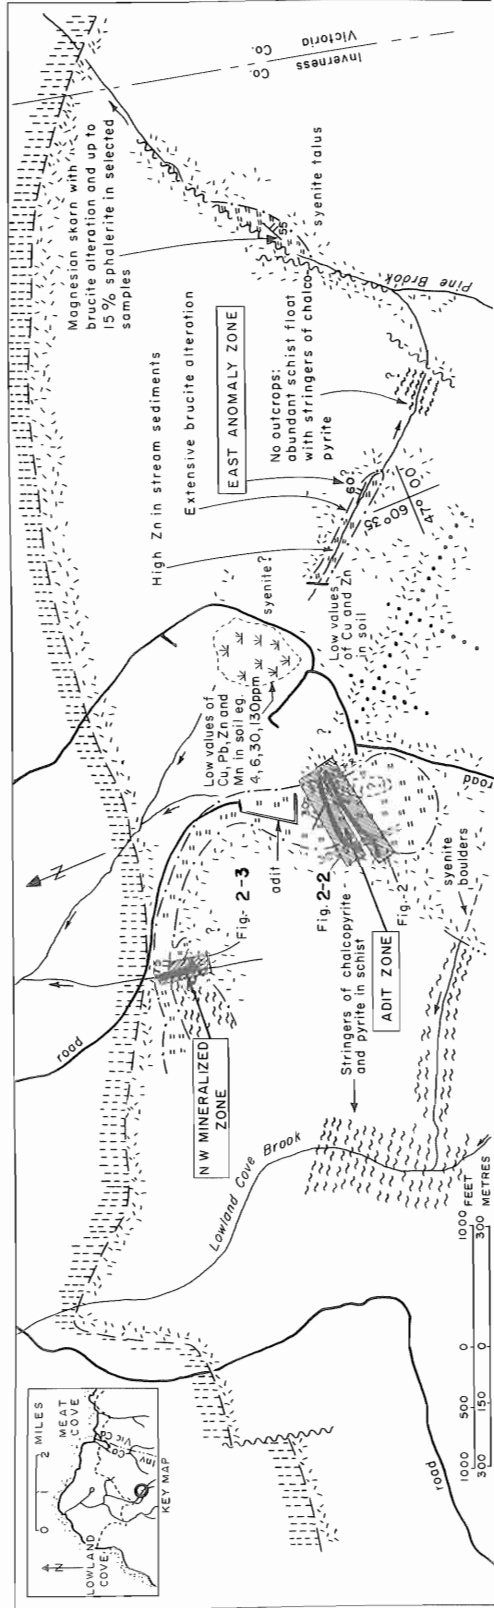 LOWLAND
COVE
MEAT
COVE
0 1 2 MILES
N
Inv Co
Vic Co
KEY MAP
road
Lowland Cove Brook
N W MINERALIZED
ZONE
75
?
Fig. 2-3
road
N
Low values of
Cu, Pb, Zn and
Mn in soil eg.
4, 6, 30, 130ppm
adit
syenite?
Fig. 2-2
Stringers of chalcopyrite
and pyrite in schist
ADIT ZONE
Fig.-2
?
road
syenite
boulders
Low values
of Cu and Zn
in soil
High Zn in stream sediments
Extensive brucite alteration
EAST ANOMALY ZONE
No outcrops:
abundant schist float
with stringers of chalco-
pyrite
60
?
60° 35'
47° 00'
?
Magnesian skarn with
brucite alteration and up to
15 % sphalerite in selected
samples
55
syenite talus
Pine Brook
Inverness Co.
Victoria Co.
road
1000 500 0 1000
FEET
300 150 0 300
METRES